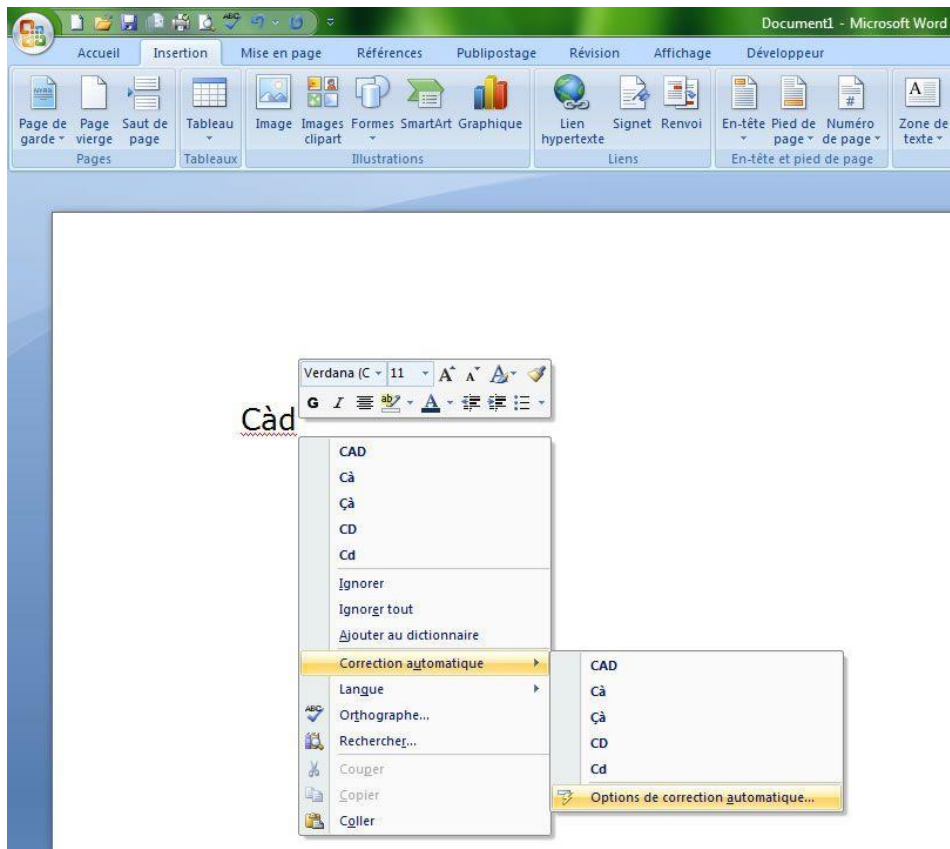 Document1 - Microsoft Word
Accueil Insertion Mise en page Références Publipostage Révision Affichage Développeur
Page de garde Page vierge Saut de page Tableau Image Images clipart Formes SmartArt Graphique Lien hypertexte Signet Renvoi En-tête Pied de page Numéro de page Zone de texte
Pages Tableaux Illustrations Liens En-tête et pied de page
Verdana (C 11 A A A
G I ab A
Càd
CAD
Cà
Çà
CD
Cd
Ignorer
Ignorer tout
Ajouter au dictionnaire
Correction automatique
Langue
ABC Orthographe...
Rechercher...
Couper
Copier
Coller
CAD
Cà
Çà
CD
Cd
Options de correction automatique...